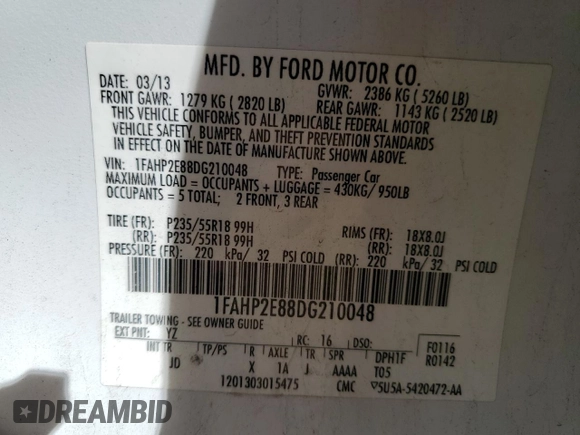 MFD. BY FORD MOTOR CO.
DATE: 03/13 GVWR: 2386 KG ( 5260 LB)
FRONT GAWR: 1279 KG ( 2820 LB) REAR GAWR: 1143 KG ( 2520 LB)
THIS VEHICLE CONFORMS TO ALL APPLICABLE FEDERAL MOTOR
VEHICLE SAFETY, BUMPER, AND THEFT PREVENTION STANDARDS
IN EFFECT ON THE DATE OF MANUFACTURE SHOWN ABOVE.
VIN: 1FAHP2E88DG210048 TYPE: Passenger Car
MAXIMUM LOAD = OCCUPANTS + LUGGAGE = 430KG/ 950LB
OCCUPANTS = 5 TOTAL; 2 FRONT, 3 REAR
TIRE (FR): P235/55R18 99H RIMS (FR): 18X8.0J
(RR): P235/55R18 99H (RR): 18X8.0J
PRESSURE (FR): 220 kPa/ 32 PSI COLD (RR): 220 kPa/ 32 PSI COLD
1FAHP2E88DG210048
TRAILER TOWING - SEE OWNER GUIDE
EXT PNT: YZ RC: 16 DSO: F0116
INT TR TP/PS R AXLE TR SPR DPH1F R0142
JD X 1A J AAAA T05
1201303015475 CMC 5U5A-5420472-AA
DREAMBID